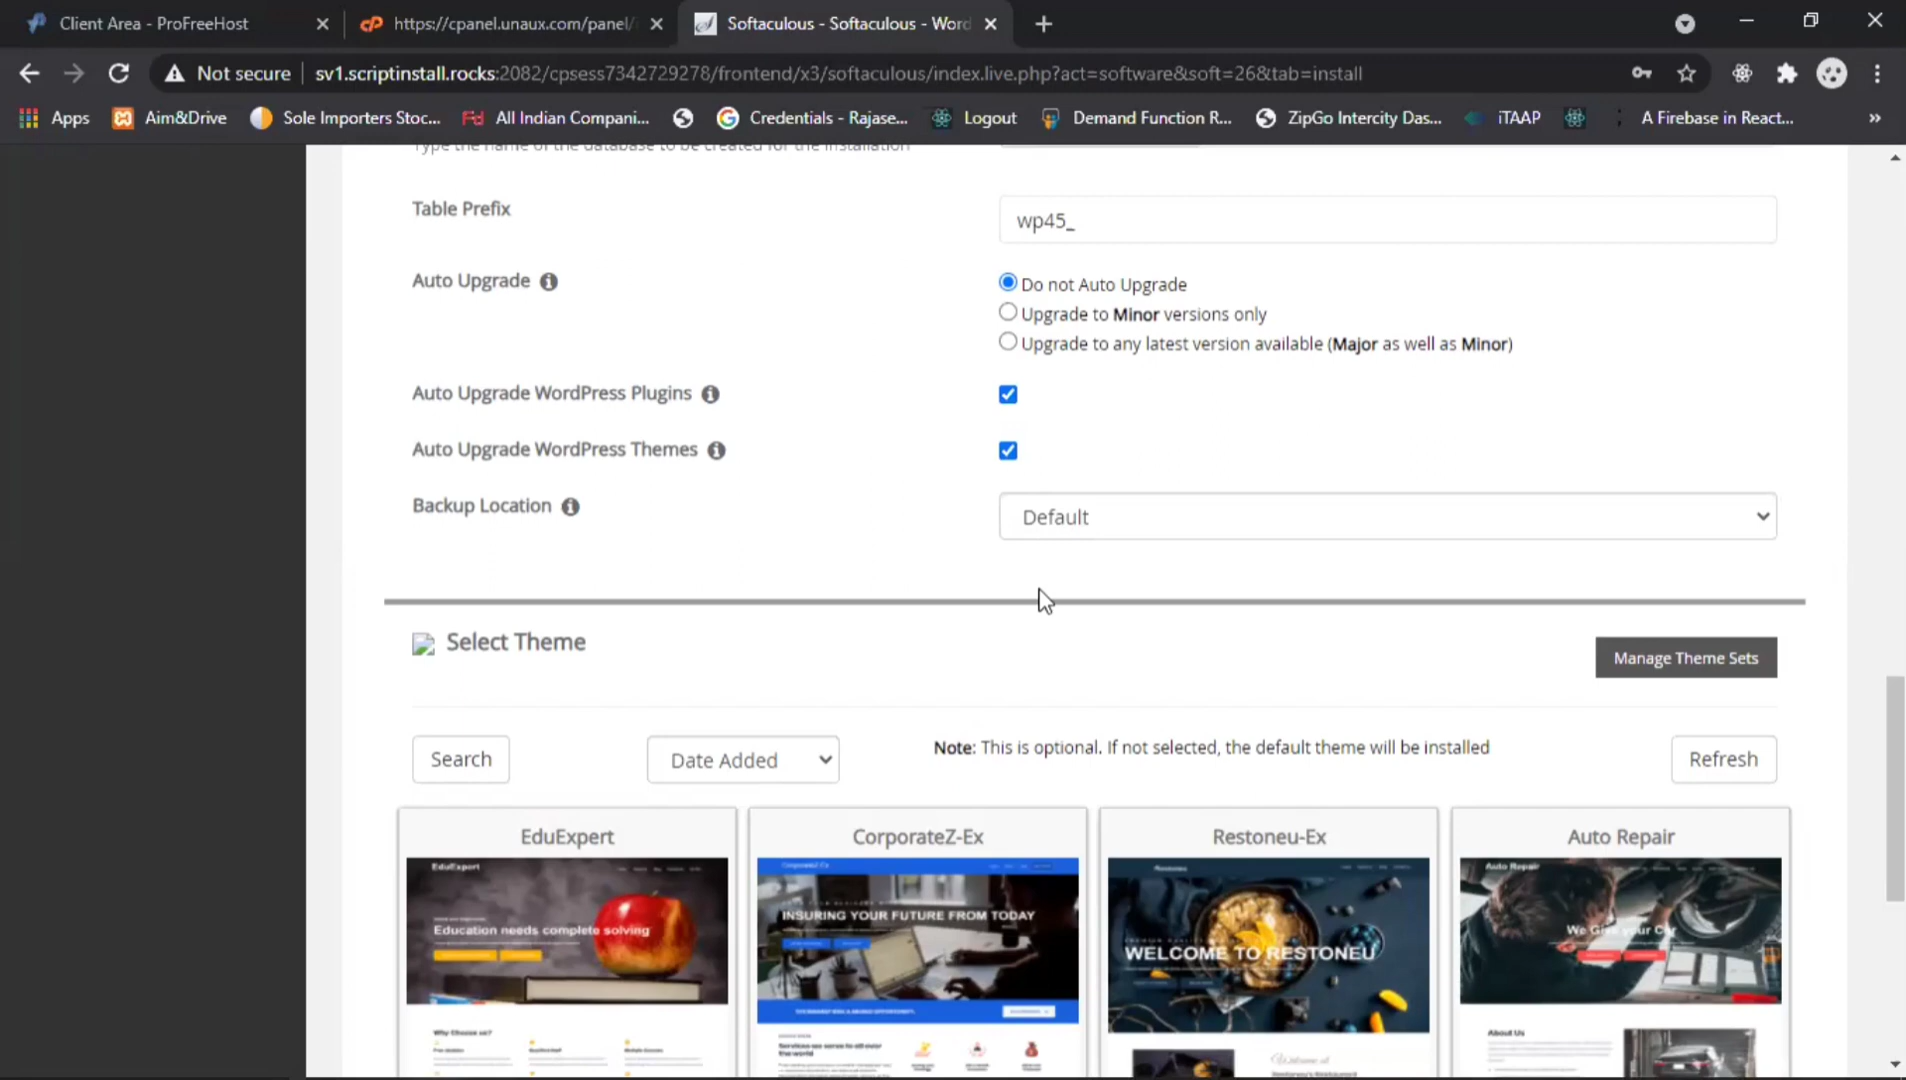 Client Area - ProFreeHost
https://cpanel.unaux.com/panel/
Softaculous - Softaculous - Word
Not secure
sv1.scriptinstall.rocks:2082/cpsess7342729278/frontend/x3/softaculous/index.live.php?act=software&soft=26&tab=install
Apps
Aim&Drive
Sole Importers Stoc...
All Indian Compani...
Credentials - Rajase...
Logout
Demand Function R...
ZipGo Intercity Das...
iTAAP
A Firebase in React...
»
Type the name of the database to be created for the installation
Table Prefix
wp45_
Auto Upgrade
Do not Auto Upgrade
Upgrade to Minor versions only
Upgrade to any latest version available (Major as well as Minor)
Auto Upgrade WordPress Plugins
Auto Upgrade WordPress Themes
Backup Location
Default
Select Theme
Manage Theme Sets
Search
Date Added
Note: This is optional. If not selected, the default theme will be installed
Refresh
EduExpert
CorporateZ-Ex
Restoneu-Ex
Auto Repair
EduExpert
Education needs complete solving
Why Choose us?
CorporateZ-Ex
INSURING YOUR FUTURE FROM TODAY
Services we serve to all over
the world
Restoneu
WELCOME TO RESTONEU
Welcome at
Auto Repair
We Give your Car
About Us